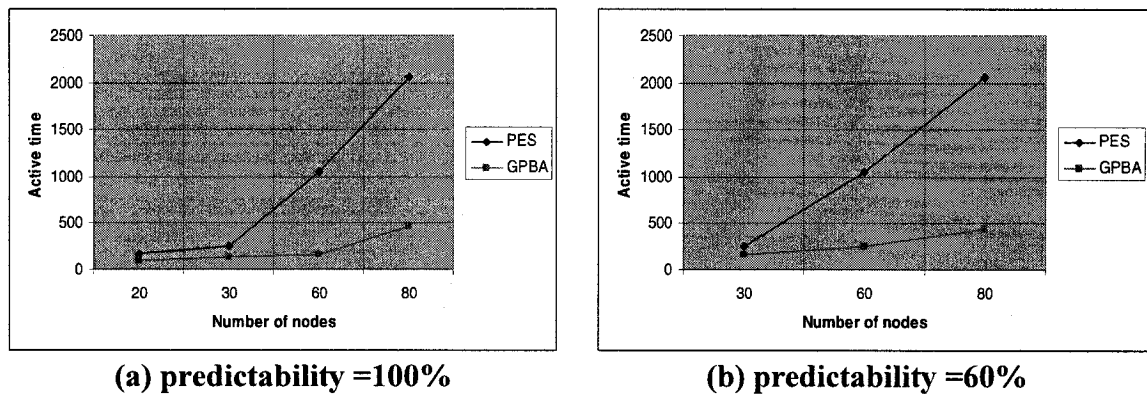 2500
2000
1500
1000
500
0
Active time
20 30 60 80
Number of nodes
PES
GPBA
(a) predictability =100%
2500
2000
1500
1000
500
0
Active time
30 60 80
Number of nodes
PES
GPBA
(b) predictability =60%